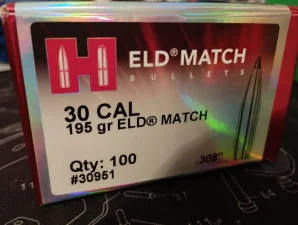 H
ELD® MATCH
BULLETS
30 CAL
195 gr ELD® MATCH
Qty: 100
.308"
#30951